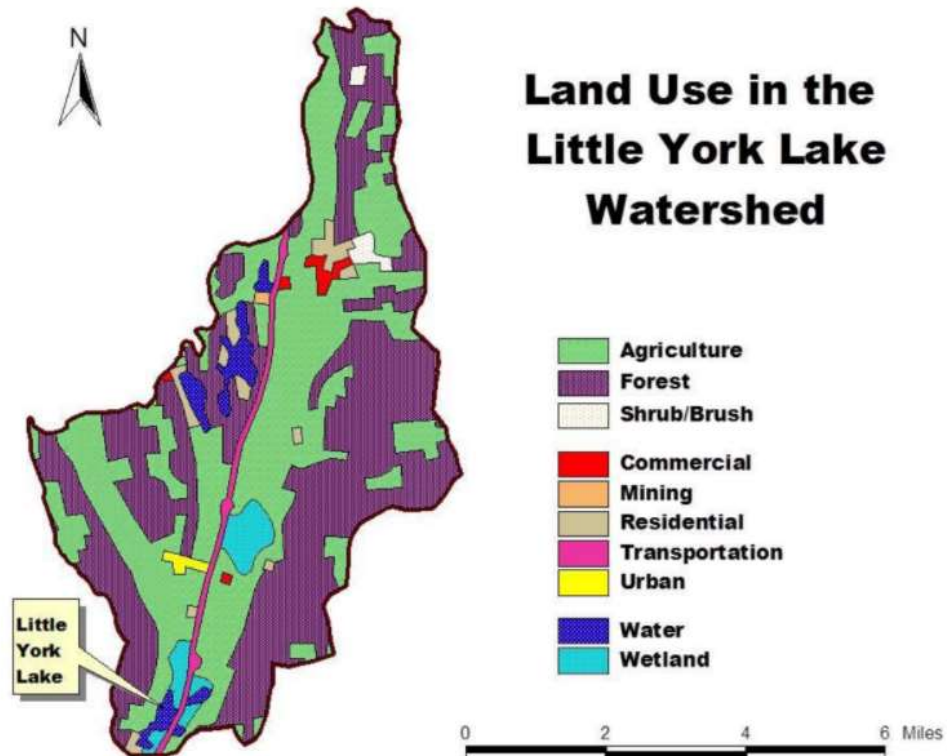 N
Land Use in the
Little York Lake
Watershed
Agriculture
Forest
Shrub/Brush
Commercial
Mining
Residential
Transportation
Urban
Water
Wetland
Little
York
Lake
0 2 4 6 Miles